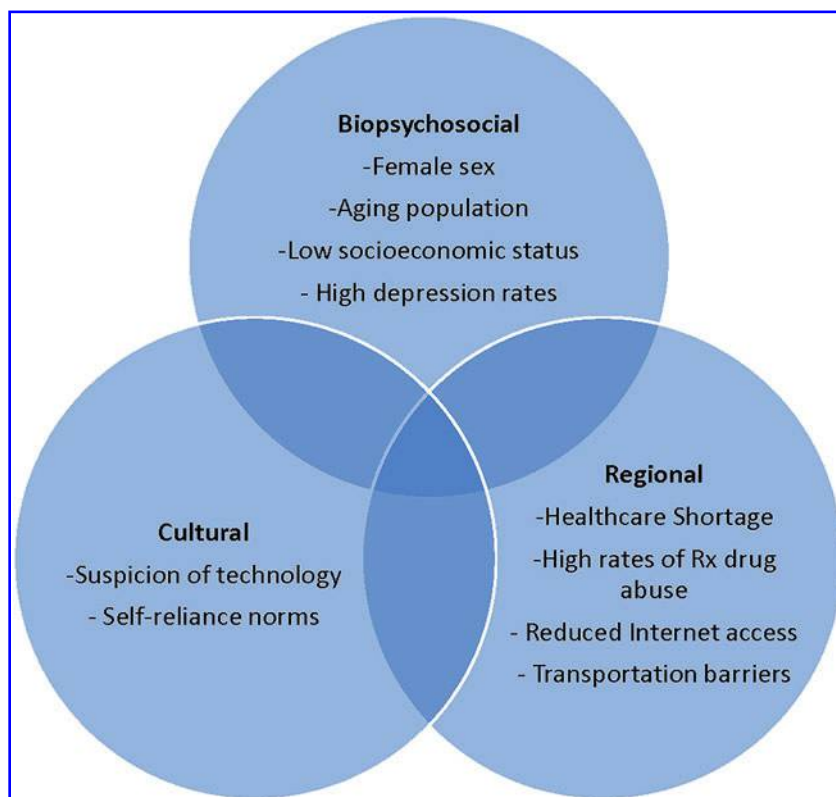 Biopsychosocial
-Female sex
-Aging population
-Low socioeconomic status
- High depression rates
Cultural
-Suspicion of technology
- Self-reliance norms
Regional
-Healthcare Shortage
-High rates of Rx drug
abuse
- Reduced Internet access
- Transportation barriers